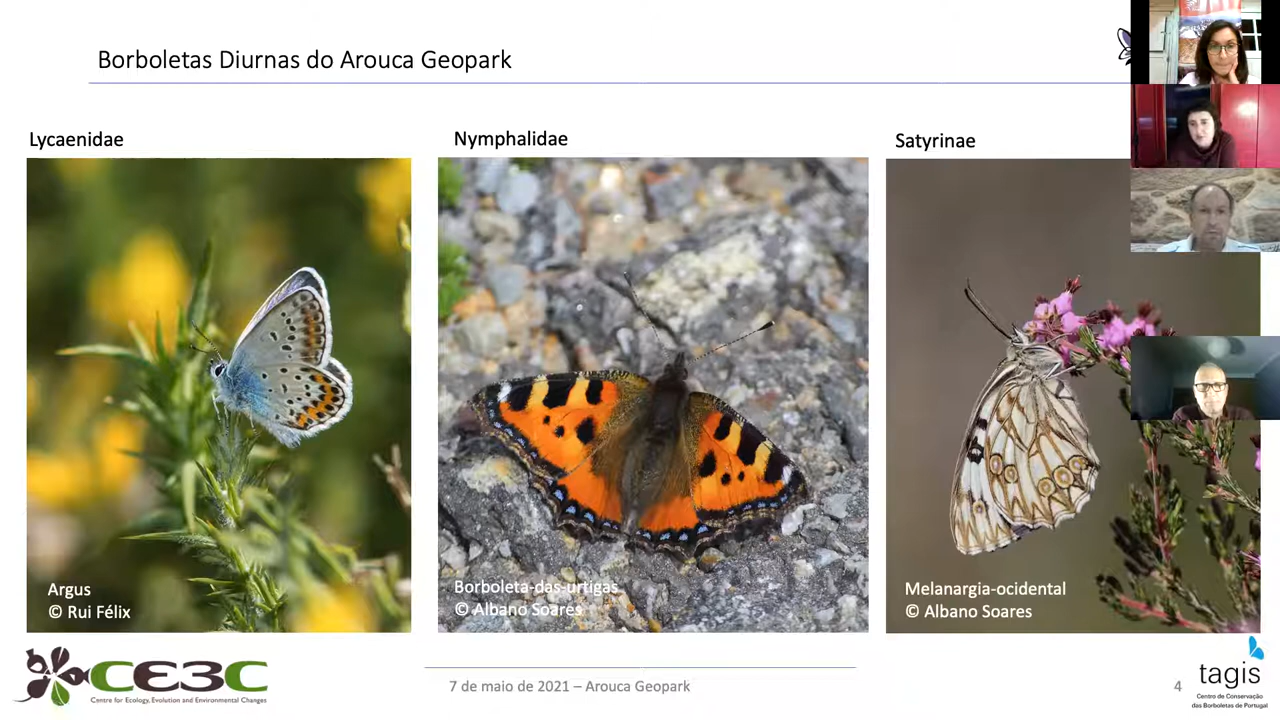 Borboletas Diurnas do Arouca Geopark
Lycaenidae
Nymphalidae
Satyrinae
Argus
© Rui Félix
Borboleta-das-urtigas
© Albano Soares
Melanargia-ocidental
© Albano Soares
CE3C
Centre for Ecology, Evolution and Environmental Changes
7 de maio de 2021 – Arouca Geopark
4
tagis
Centro de Conservação
das Borboletas de Portugal